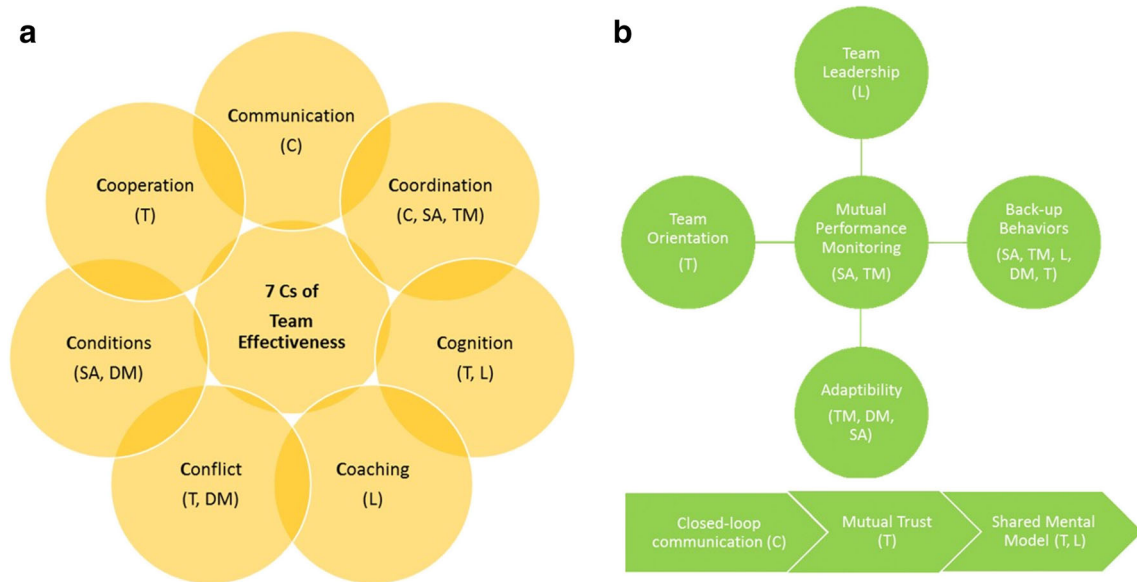 a
Communication
(C)
Cooperation
(T)
Coordination
(C, SA, TM)
7 Cs of
Team
Effectiveness
Conditions
(SA, DM)
Cognition
(T, L)
Conflict
(T, DM)
Coaching
(L)
b
Team
Leadership
(L)
Team
Orientation
(T)
Mutual
Performance
Monitoring
(SA, TM)
Back-up
Behaviors
(SA, TM, L,
DM, T)
Adaptibility
(TM, DM,
SA)
Closed-loop
communication (C)
Mutual Trust
(T)
Shared Mental
Model (T, L)